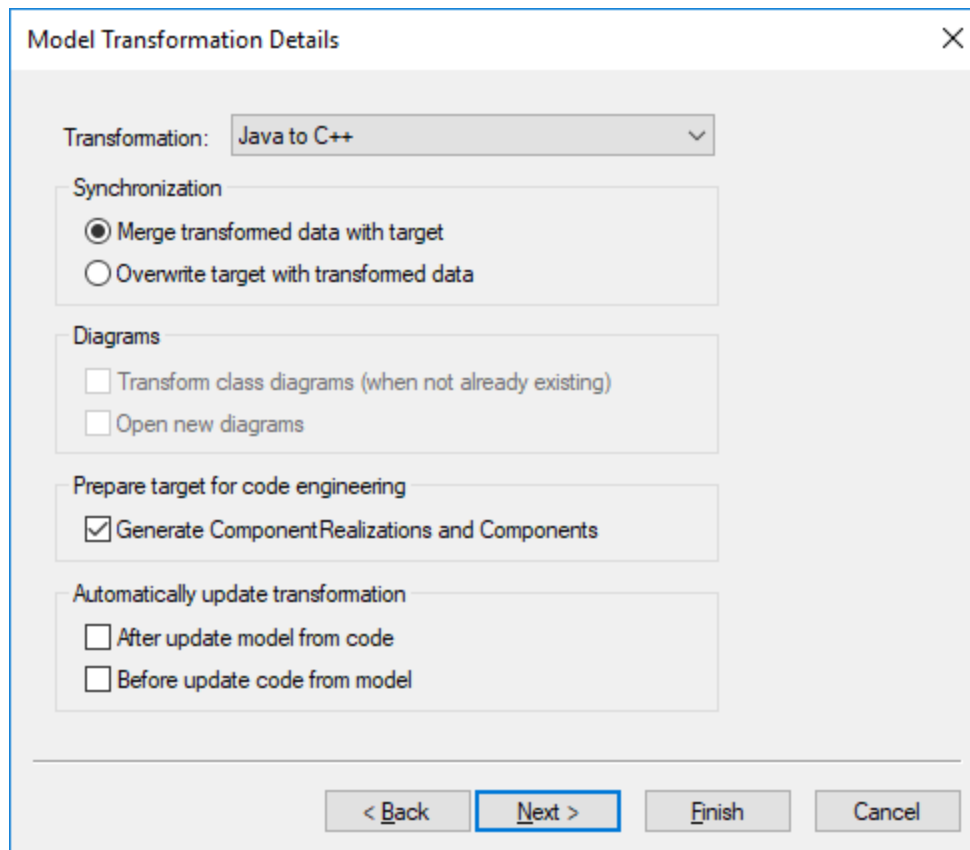 Model Transformation Details
Transformation: Java to C++
Synchronization
Merge transformed data with target
Overwrite target with transformed data
Diagrams
Transform class diagrams (when not already existing)
Open new diagrams
Prepare target for code engineering
Generate ComponentRealizations and Components
Automatically update transformation
After update model from code
Before update code from model
< Back Next > Finish Cancel